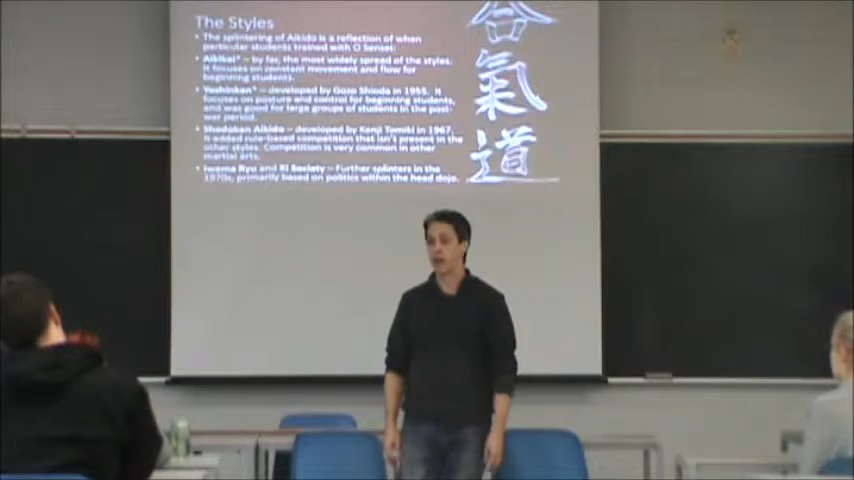 The Styles
• The splintering of Aikido is a reflection of when
particular students trained with O Sensei:
• Aikikai* – by far, the most widely spread of the styles.
It focuses on constant movement and flow for
beginning students.
• Yoshinkan* – developed by Gozo Shioda in 1955. It
focuses on posture and control for beginning students,
and was good for large groups of students in the post-
war period.
• Shodokan Aikido – developed by Kenji Tomiki in 1967.
It added rule-based competition that isn't present in the
other styles. Competition is very common in other
martial arts.
• Iwama Ryu and Ki Society – Further splinters in the
1970s, primarily based on politics within the head dojo.
合
氣
道